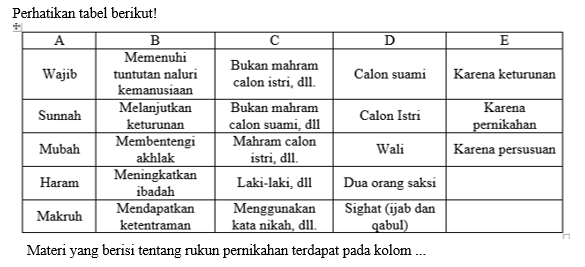 Perhatikan tabel berikut!
A B C D E
Wajib Memenuhi tuntutan naluri kemanusiaan Bukan mahram calon istri, dll. Calon suami Karena keturunan
Sunnah Melanjutkan keturunan Bukan mahram calon suami, dll Calon Istri Karena pernikahan
Mubah Membentengi akhlak Mahram calon istri, dll. Wali Karena persusuan
Haram Meningkatkan ibadah Laki-laki, dll Dua orang saksi
Makruh Mendapatkan ketentraman Menggunakan kata nikah, dll. Sighat (ijab dan qabul)
Materi yang berisi tentang rukun pernikahan terdapat pada kolom ...